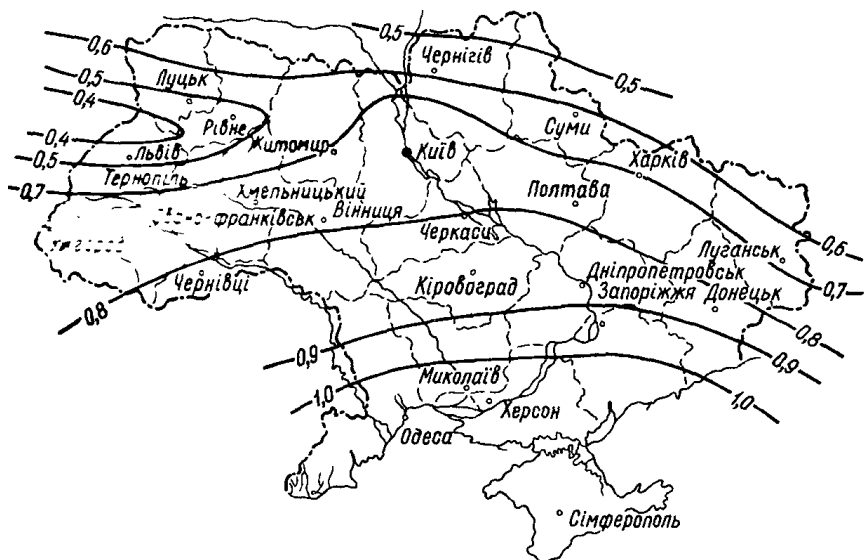 0,5
0,6
Чернігів
0,5
0,5
Луцьк
0,4
Суми
0,4
Рівне
Житомир
Київ
Харків
Львів
0,5
Тернопіль
0,7
Хмельницький
Полтава
франківськ
Вінниця
Черкаси
0,6
Луганськ
Чернівці
Кіровоград
Дніпропетровськ
0,7
Запоріжжя Донецьк
0,8
0,8
0,9
0,9
Миколаїв
1,0
1,0
Херсон
Одеса
Сімферополь